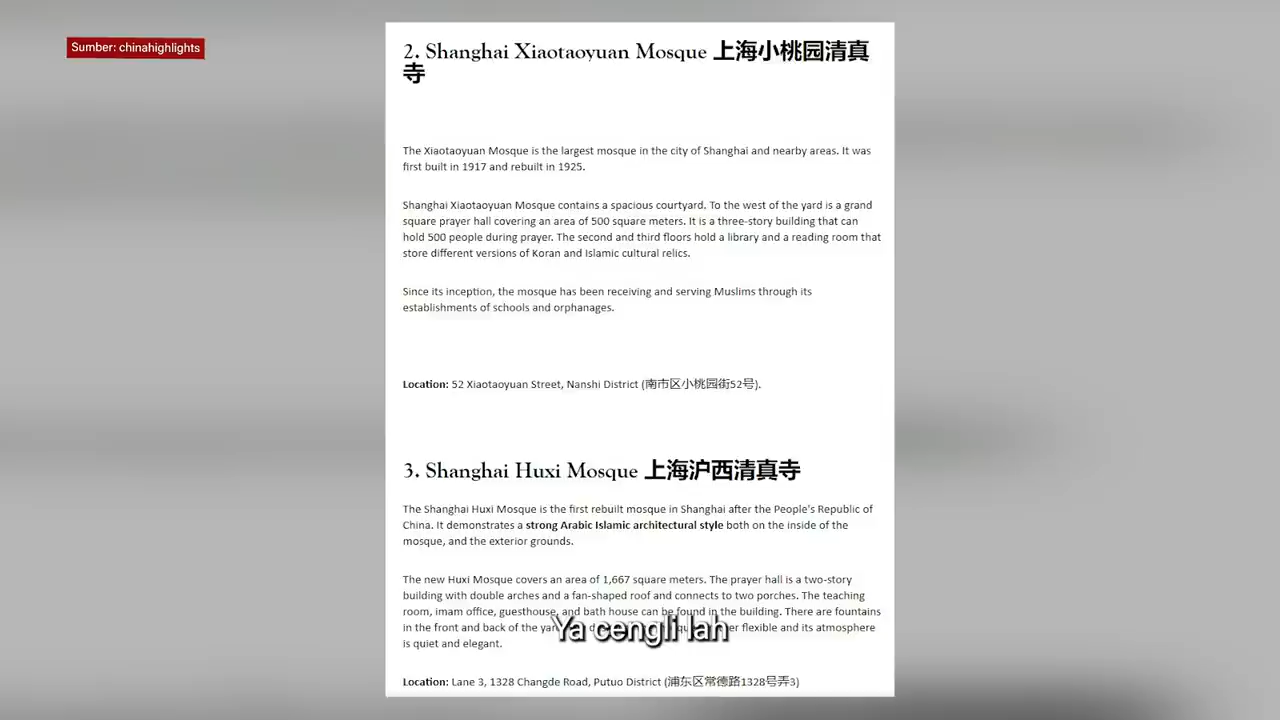 Sumber: chinahighlights
2. Shanghai Xiaotaoyuan Mosque 上海小桃园清真
寺
The Xiaotaoyuan Mosque is the largest mosque in the city of Shanghai and nearby areas. It was
first built in 1917 and rebuilt in 1925.
Shanghai Xiaotaoyuan Mosque contains a spacious courtyard. To the west of the yard is a grand
square prayer hall covering an area of 500 square meters. It is a three-story building that can
hold 500 people during prayer. The second and third floors hold a library and a reading room that
store different versions of Koran and Islamic cultural relics.
Since its inception, the mosque has been receiving and serving Muslims through its
establishments of schools and orphanages.
Location: 52 Xiaotaoyuan Street, Nanshi District (南市区小桃园街52号).
3. Shanghai Huxi Mosque 上海沪西清真寺
The Shanghai Huxi Mosque is the first rebuilt mosque in Shanghai after the People's Republic of
China. It demonstrates a strong Arabic Islamic architectural style both on the inside of the
mosque, and the exterior grounds.
The new Huxi Mosque covers an area of 1,667 square meters. The prayer hall is a two-story
building with double arches and a fan-shaped roof and connects to two porches. The teaching
room, imam office, guesthouse, and bath house can be found in the building. There are fountains
in the front and back of the flexible and its atmosphere
Ya cengli lah
is quiet and elegant.
Location: Lane 3, 1328 Changde Road, Putuo District (浦东区常德路1328号弄3)